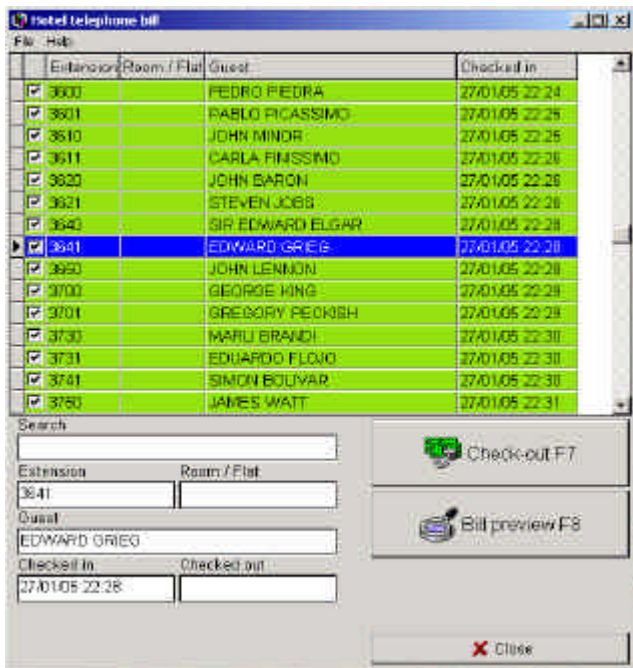 Hotel telephone bill
File Help
Extension Room / Flat Guest Checked in
3600 PEDRO PIEDRA 27/01/05 22:24
3601 PABLO PICASSIMO 27/01/05 22:25
3610 JOHN MINOR 27/01/05 22:25
3611 CARLA FINISSIMO 27/01/05 22:26
3620 JOHN BARON 27/01/05 22:26
3621 STEVEN JOBS 27/01/05 22:26
3640 SIR EDWARD ELGAR 27/01/05 22:28
3641 EDWARD GRIEG 27/01/05 22:28
JOHN LENNON 27/01/05 22:28
3700 GEORGE KING 27/01/05 22:29
3701 GREGORY PECKISH 27/01/05 22:29
3730 MARLI BRANDI 27/01/05 22:30
3731 EDUARDO FLOJO 27/01/05 22:30
3741 SIMON BOLIVAR 27/01/05 22:30
3760 JAMES WATT 27/01/05 22:31
Search
Check-out F7
Extension Room / Flat
3641
Guest
Bill preview F8
EDWARD GRIEG
Checked in Checked out
27/01/05 22:28
Close